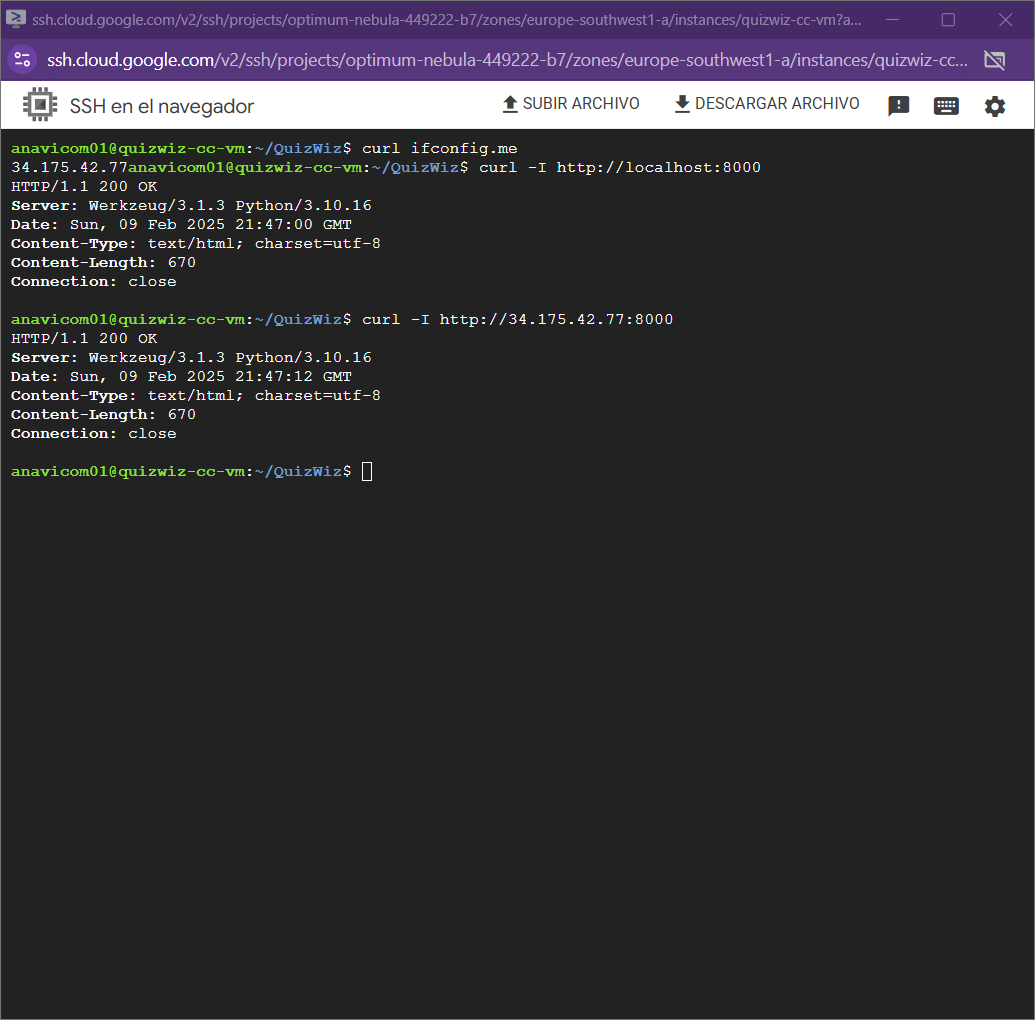 ssh.cloud.google.com/v2/ssh/projects/optimum-nebula-449222-b7/zones/europe-southwest1-a/instances/quizwiz-cc-vm?a...
ssh.cloud.google.com/v2/ssh/projects/optimum-nebula-449222-b7/zones/europe-southwest1-a/instances/quizwiz-cc...
SSH en el navegador SUBIR ARCHIVO DESCARGAR ARCHIVO
anavicom01@quizwiz-cc-vm:~/QuizWiz$ curl ifconfig.me
34.175.42.77anavicom01@quizwiz-cc-vm:~/QuizWiz$ curl -I http://localhost:8000
HTTP/1.1 200 OK
Server: Werkzeug/3.1.3 Python/3.10.16
Date: Sun, 09 Feb 2025 21:47:00 GMT
Content-Type: text/html; charset=utf-8
Content-Length: 670
Connection: close
anavicom01@quizwiz-cc-vm:~/QuizWiz$ curl -I http://34.175.42.77:8000
HTTP/1.1 200 OK
Server: Werkzeug/3.1.3 Python/3.10.16
Date: Sun, 09 Feb 2025 21:47:12 GMT
Content-Type: text/html; charset=utf-8
Content-Length: 670
Connection: close
anavicom01@quizwiz-cc-vm:~/QuizWiz$